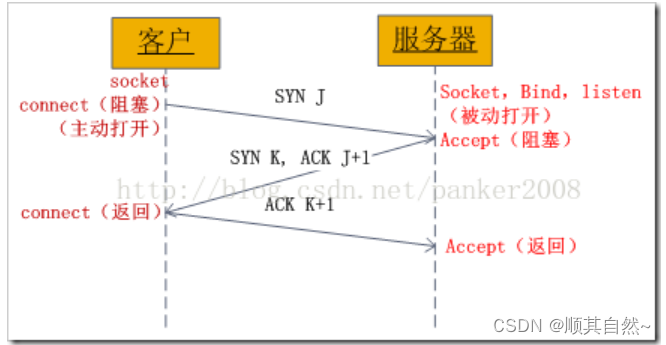 客户
服务器
socket
connect（阻塞）
（主动打开）
SYN J
Socket, Bind, listen
（被动打开）
Accept（阻塞）
SYN K, ACK J+1
http://blog.csdn.net/panker2008
ACK K+1
connect（返回）
Accept（返回）
CSDN @顺其自然~